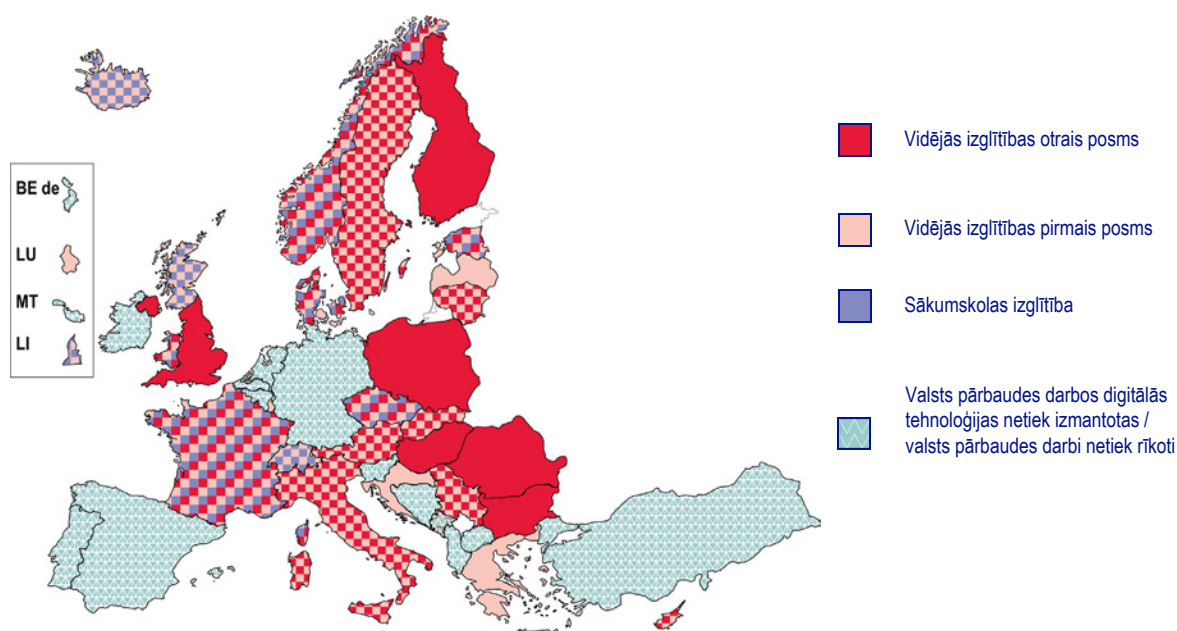 BE de
LU
MT
LI
Vidējās izglītības otrais posms
Vidējās izglītības pirmais posms
Sākumskolas izglītība
Valsts pārbaudes darbos digitālās
tehnoloģijas netiek izmantotas /
valsts pārbaudes darbi netiek rīkoti